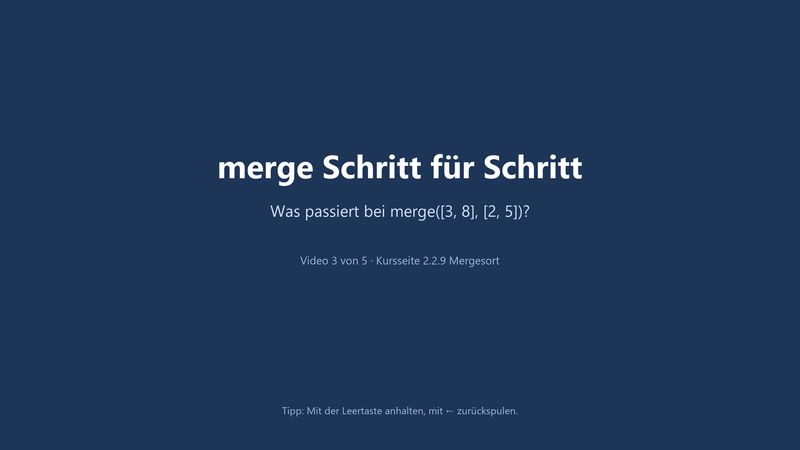 merge Schritt für Schritt
Was passiert bei merge([3, 8], [2, 5])?
Video 3 von 5 · Kursseite 2.2.9 Mergesort
Tipp: Mit der Leertaste anhalten, mit ← zurückspulen.